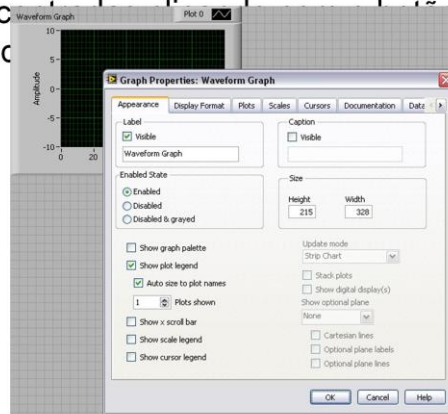 Waveform Graph
Plot 0
10
5
0
-5
-10
Amplitude
0 20
Graph Properties: Waveform Graph
Appearance Display Format Plots Scales Cursors Documentation Data
Label
Visible
Waveform Graph
Caption
Visible
Enabled State
Enabled
Disabled
Disabled & grayed
Size
Height Width
215 328
Show graph palette
Show plot legend
Auto size to plot names
1 Plots shown
Show x scroll bar
Show scale legend
Show cursor legend
Update mode
Strip Chart
Stack plots
Show digital display(s)
Show optional plane
None
Cartesian lines
Optional plane labels
Optional plane lines
OK Cancel Help